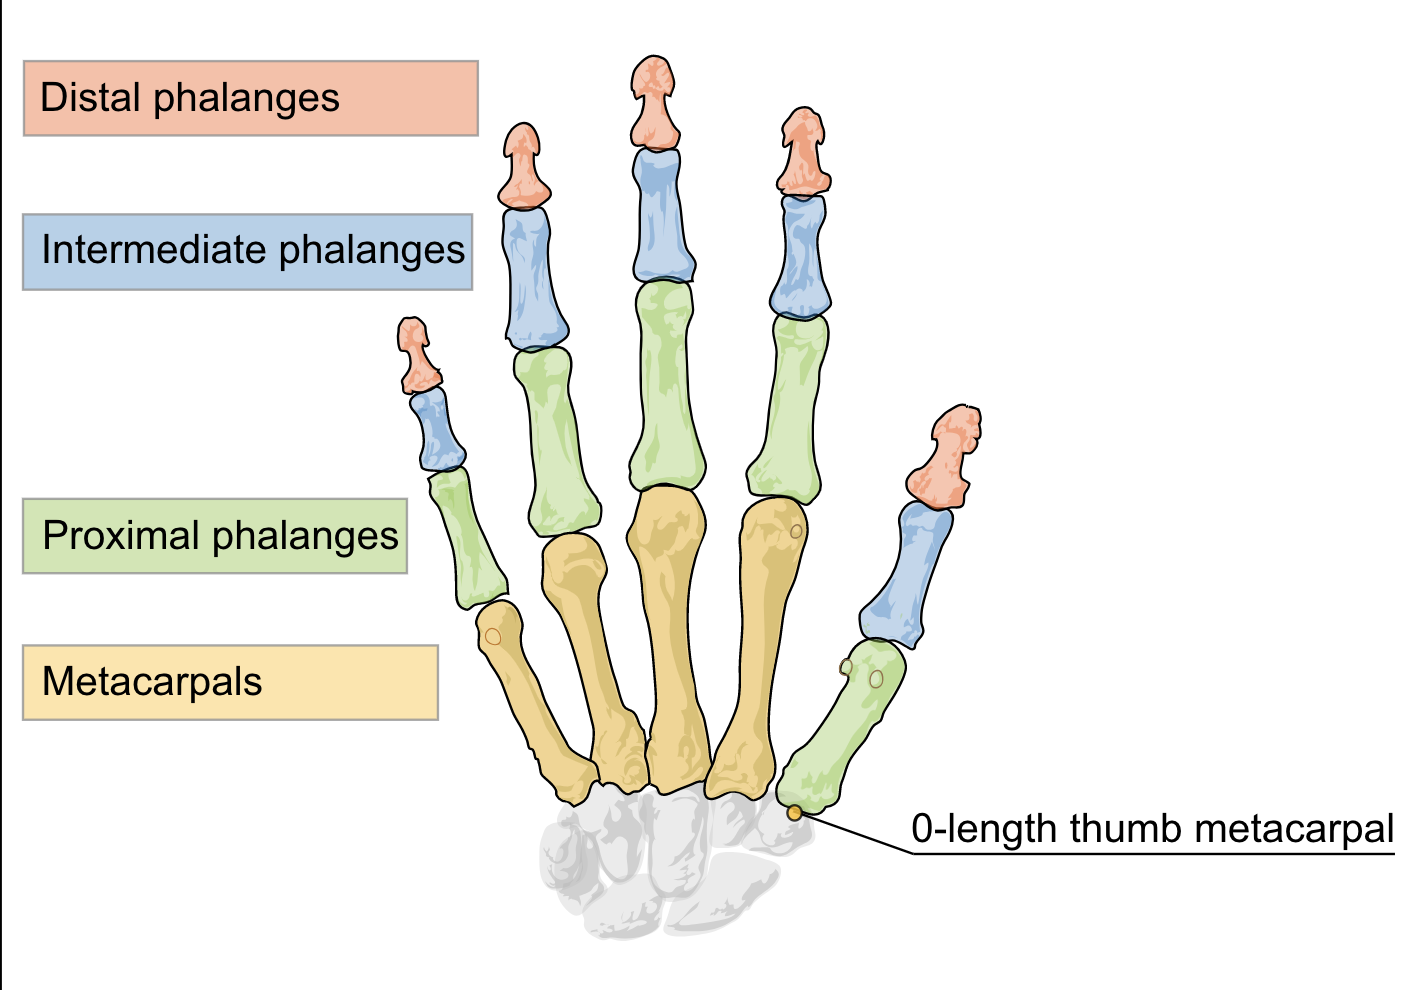 Distal phalanges
Intermediate phalanges
Proximal phalanges
Metacarpals
0-length thumb metacarpal